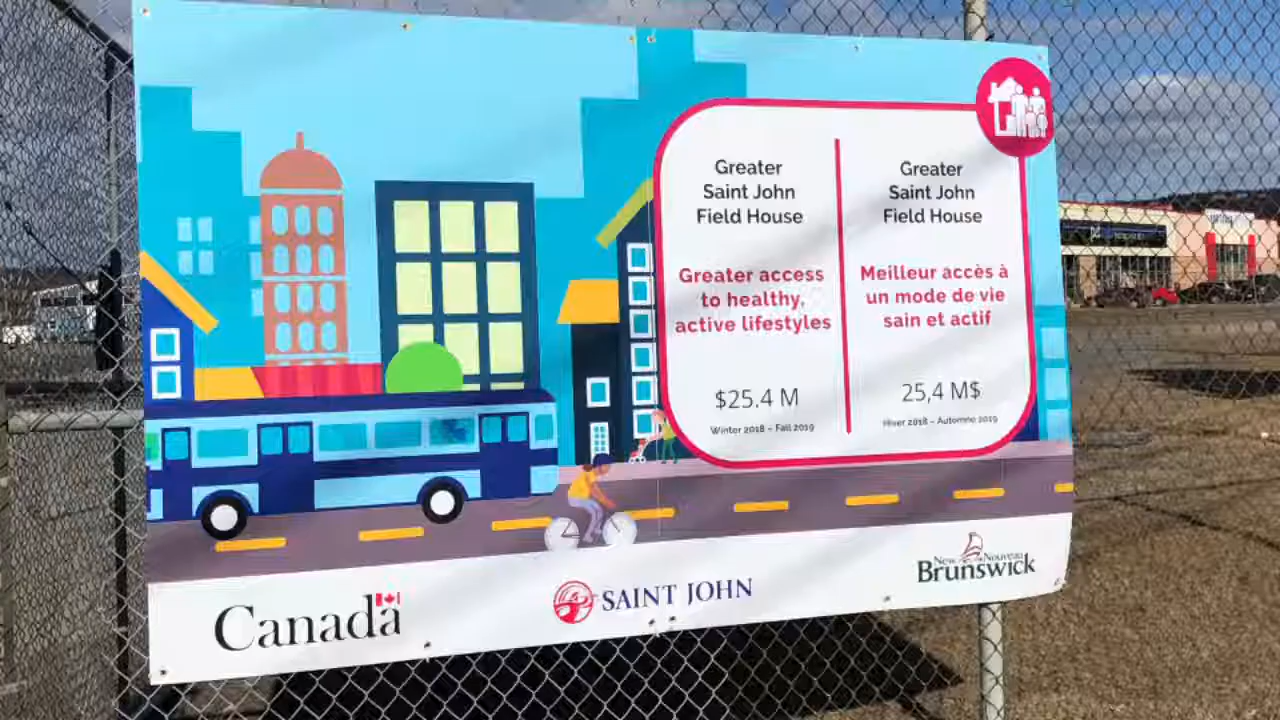 Greater
Saint John
Field House
Greater access
to healthy,
active lifestyles
$25.4 M
Winter 2018 – Fall 2019
Greater
Saint John
Field House
Meilleur accès à
un mode de vie
sain et actif
25,4 M$
Hiver 2018 – Automne 2019
Canada
SAINT JOHN
New Nouveau
Brunswick